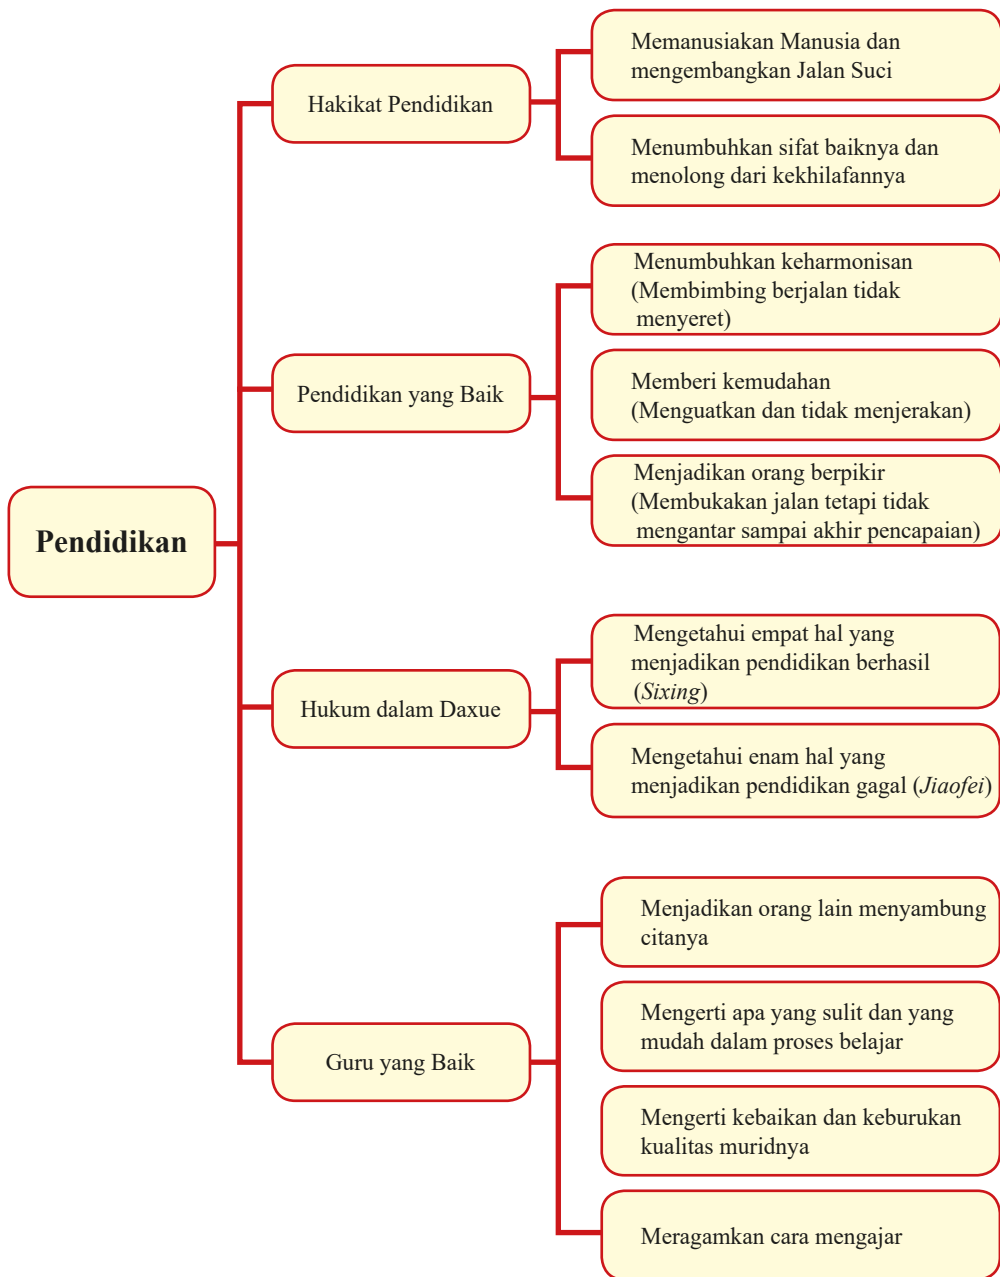 Pendidikan
Hakikat Pendidikan
Memanusiakan Manusia dan
mengembangkan Jalan Suci
Menumbuhkan sifat baiknya dan
menolong dari kekhilafannya
Pendidikan yang Baik
Menumbuhkan keharmonisan
(Membimbing berjalan tidak
menyeret)
Memberi kemudahan
(Menguatkan dan tidak menjerakan)
Menjadikan orang berpikir
(Membukakan jalan tetapi tidak
mengantar sampai akhir pencapaian)
Hukum dalam Daxue
Mengetahui empat hal yang
menjadikan pendidikan berhasil
(Sixing)
Mengetahui enam hal yang
menjadikan pendidikan gagal (Jiaofei)
Guru yang Baik
Menjadikan orang lain menyambung
citanya
Mengerti apa yang sulit dan yang
mudah dalam proses belajar
Mengerti kebaikan dan keburukan
kualitas muridnya
Meragamkan cara mengajar